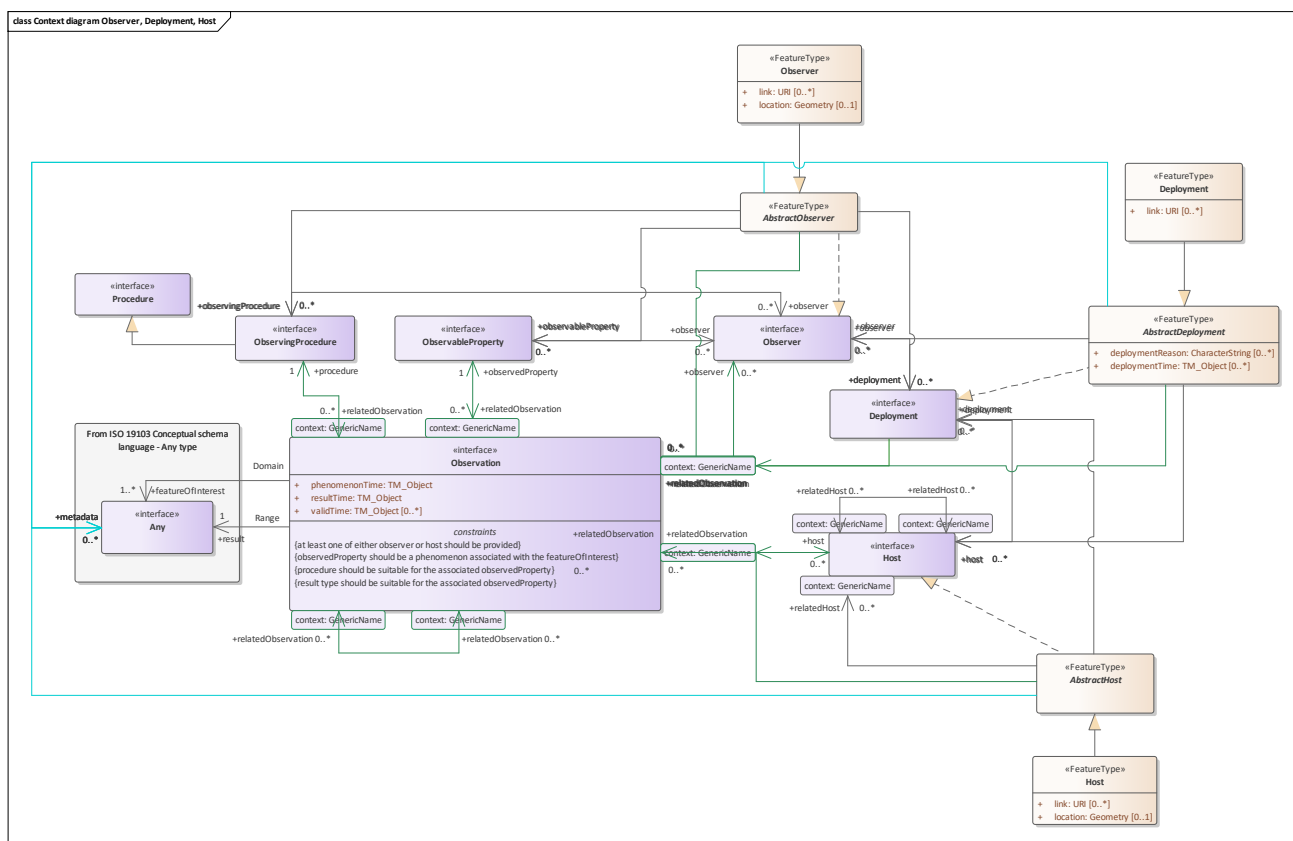 class Context diagram Observer, Deployment, Host
«FeatureType»
Observer
+ link: URI [0..*]
+ location: Geometry [0..1]
«FeatureType»
Deployment
+ link: URI [0..*]
«FeatureType»
AbstractObserver
«interface»
Procedure
+observingProcedure 0..*
0..* +observer
«FeatureType»
AbstractDeployment
+ deploymentReason: CharacterString [0..*]
+ deploymentTime: TM_Object [0..*]
«interface»
ObservingProcedure
«interface»
ObservableProperty
+observableProperty
0..*
+observer
0..*
«interface»
Observer
+observer
0..*
1 +procedure
1 +observedProperty
+observer
0..*
+deployment 0..*
«interface»
Deployment
+deployment
0..*
0..* +relatedObservation
0..* +relatedObservation
context: GenericName
context: GenericName
From ISO 19103 Conceptual schema
language - Any type
«interface»
Observation
0..*
context: GenericName
+relatedObservation
Domain
+ phenomenonTime: TM_Object
+ resultTime: TM_Object
+ validTime: TM_Object [0..*]
1..* +featureOfInterest
«interface»
Any
+metadata
0..*
1
Range
+result
constraints
{at least one of either observer or host should be provided}
{observedProperty should be a phenomenon associated with the featureOfInterest}
{procedure should be suitable for the associated observedProperty}
{result type should be suitable for the associated observedProperty}
+relatedObservation
0..*
+relatedObservation
context: GenericName
0..*
+relatedHost 0..*
+relatedHost 0..*
context: GenericName
context: GenericName
+host
0..*
«interface»
Host
+host 0..*
context: GenericName
+relatedHost 0..*
context: GenericName
context: GenericName
+relatedObservation 0..*
+relatedObservation 0..*
«FeatureType»
AbstractHost
«FeatureType»
Host
+ link: URI [0..*]
+ location: Geometry [0..1]